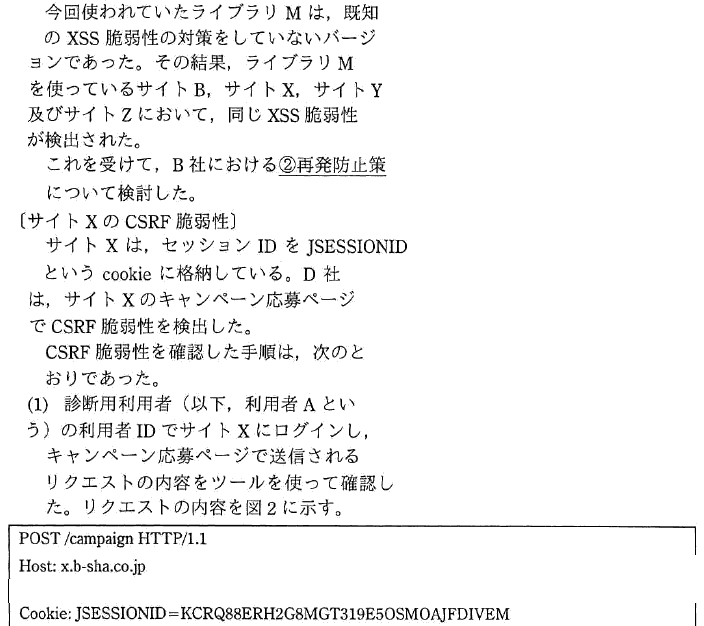 今回使われていたライブラリ M は，既知
の XSS 脆弱性の対策をしていないバージ
ョンであった。その結果，ライブラリ M
を使っているサイト B，サイト X，サイト Y
及びサイト Z において，同じ XSS 脆弱性
が検出された。
これを受けて，B 社における②再発防止策
について検討した。
〔サイト X の CSRF 脆弱性〕
サイト X は，セッション ID を JSESSIONID
という cookie に格納している。D 社
は，サイト X のキャンペーン応募ページ
で CSRF 脆弱性を検出した。
CSRF 脆弱性を確認した手順は，次のと
おりであった。
(1) 診断用利用者（以下，利用者 A とい
う）の利用者 ID でサイト X にログインし，
キャンペーン応募ページで送信される
リクエストの内容をツールを使って確認し
た。リクエストの内容を図 2 に示す。
POST /campaign HTTP/1.1
Host: x.b-sha.co.jp
Cookie: JSESSIONID=KCRQ88ERH2G8MGT319E5OSMOAJFDIVEM